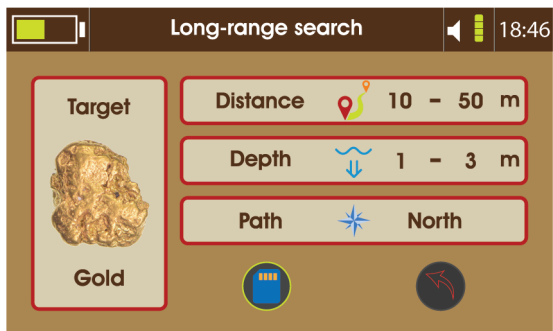 Long-range search
18:46
Target
Gold
Distance 10 - 50 m
Depth 1 - 3 m
Path North